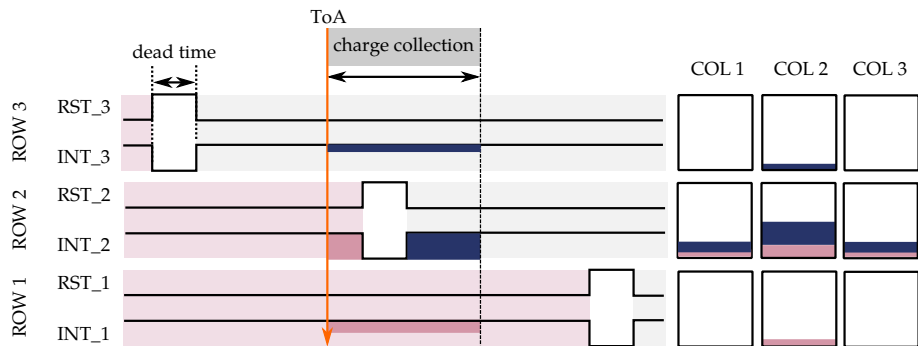 ToA
charge collection
dead time
COL 1 COL 2 COL 3
ROW 3
RST_3
INT_3
ROW 2
RST_2
INT_2
ROW 1
RST_1
INT_1